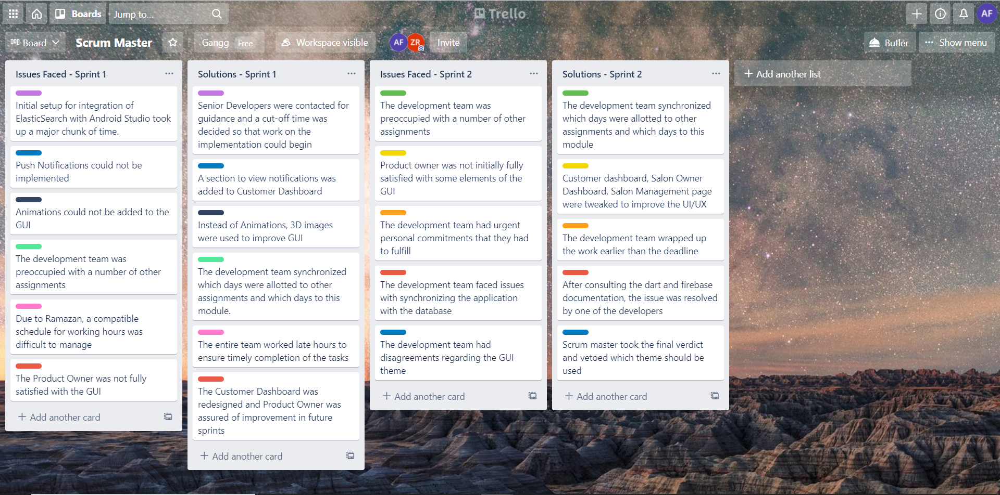 Boards
Jump to...
Trello
AF
Board
Scrum Master
Gangg Free
Workspace visible
AF
ZR
Invite
Butler
Show menu
Issues Faced - Sprint 1
Initial setup for integration of
ElasticSearch with Android Studio took
up a major chunk of time.
Push Notifications could not be
implemented
Animations could not be added to the
GUI
The development team was
preoccupied with a number of other
assignments
Due to Ramazan, a compatible
schedule for working hours was
difficult to manage
The Product Owner was not fully
satisfied with the GUI
Add another card
Solutions - Sprint 1
Senior Developers were contacted for
guidance and a cut-off time was
decided so that work on the
implementation could begin
A section to view notifications was
added to Customer Dashboard
Instead of Animations, 3D images
were used to improve GUI
The development team synchronized
which days were allotted to other
assignments and which days to this
module.
The entire team worked late hours to
ensure timely completion of the tasks
The Customer Dashboard was
redesigned and Product Owner was
assured of improvement in future
sprints
Add another card
Issues Faced - Sprint 2
The development team was
preoccupied with a number of other
assignments
Product owner was not initially fully
satisfied with some elements of the
GUI
The development team had urgent
personal commitments that they had
to fulfill
The development team faced issues
with synchronizing the application
with the database
The development team had
disagreements regarding the GUI
theme
Add another card
Solutions - Sprint 2
The development team synchronized
which days were allotted to other
assignments and which days to this
module
Customer dashboard, Salon Owner
Dashboard, Salon Management page
were tweaked to improve the UI/UX
The development team wrapped up
the work earlier than the deadline
After consulting the dart and firebase
documentation, the issue was resolved
by one of the developers
Scrum master took the final verdict
and vetoed which theme should be
used
Add another card
Add another list